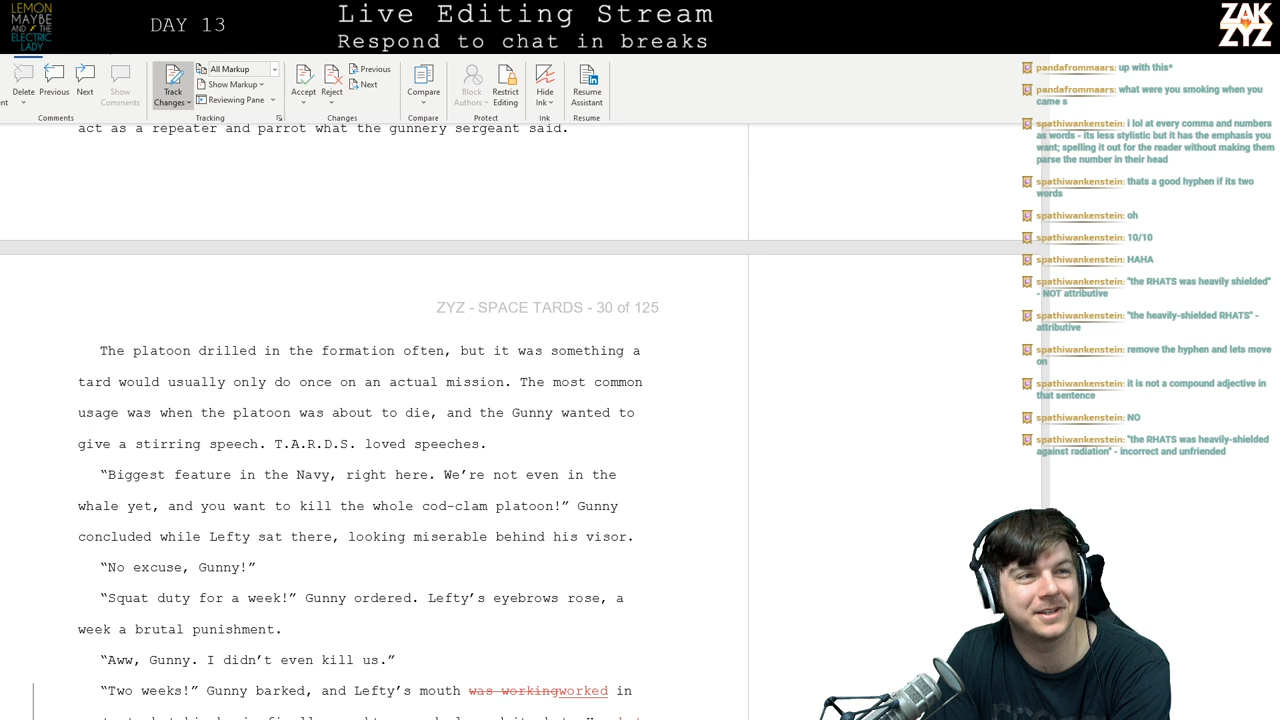 LEMON
MAYBE
AND THE
ELECTRIC
LADY
DAY 13
Live Editing Stream
Respond to chat in breaks
ZAK
ZYZ
Delete
Previous
Next
Show
Comments
Comments
Track
Changes
All Markup
Show Markup
Reviewing Pane
Tracking
Accept
Reject
Previous
Next
Changes
Compare
Compare
Block
Authors
Restrict
Editing
Protect
Hide
Ink
Ink
Resume
Assistant
Resume
act as a repeater and parrot what the gunnery sergeant said.
ZYZ - SPACE TARDS - 30 of 125
The platoon drilled in the formation often, but it was something a
tard would usually only do once on an actual mission. The most common
usage was when the platoon was about to die, and the Gunny wanted to
give a stirring speech. T.A.R.D.S. loved speeches.
“Biggest feature in the Navy, right here. We’re not even in the
whale yet, and you want to kill the whole cod-clam platoon!” Gunny
concluded while Lefty sat there, looking miserable behind his visor.
“No excuse, Gunny!”
“Squat duty for a week!” Gunny ordered. Lefty’s eyebrows rose, a
week a brutal punishment.
“Aww, Gunny. I didn’t even kill us.”
“Two weeks!” Gunny barked, and Lefty’s mouth was workingworked in
pandafrommaars: up with this*
pandafrommaars: what were you smoking when you
came s
spathiwankenstein: i lol at every comma and numbers
as words - its less stylistic but it has the emphasis you
want; spelling it out for the reader without making them
parse the number in their head
spathiwankenstein: thats a good hyphen if its two
words
spathiwankenstein: oh
spathiwankenstein: 10/10
spathiwankenstein: HAHA
spathiwankenstein: "the RHATS was heavily shielded"
- NOT attributive
spathiwankenstein: "the heavily-shielded RHATS" -
attributive
spathiwankenstein: remove the hyphen and lets move
on
spathiwankenstein: it is not a compound adjective in
that sentence
spathiwankenstein: NO
spathiwankenstein: "the RHATS was heavily-shielded
against radiation" - incorrect and unfriended